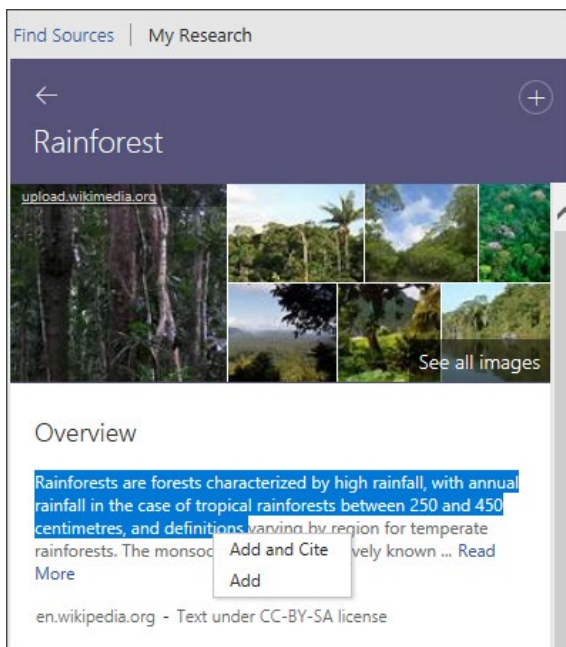 Find Sources | My Research
Rainforest
upload.wikimedia.org
See all images
Overview
Rainforests are forests characterized by high rainfall, with annual
rainfall in the case of tropical rainforests between 250 and 450
centimetres, and definitions varying by region for temperate
rainforests. The monsoo vely known ... Read
More
Add and Cite
Add
en.wikipedia.org - Text under CC-BY-SA license